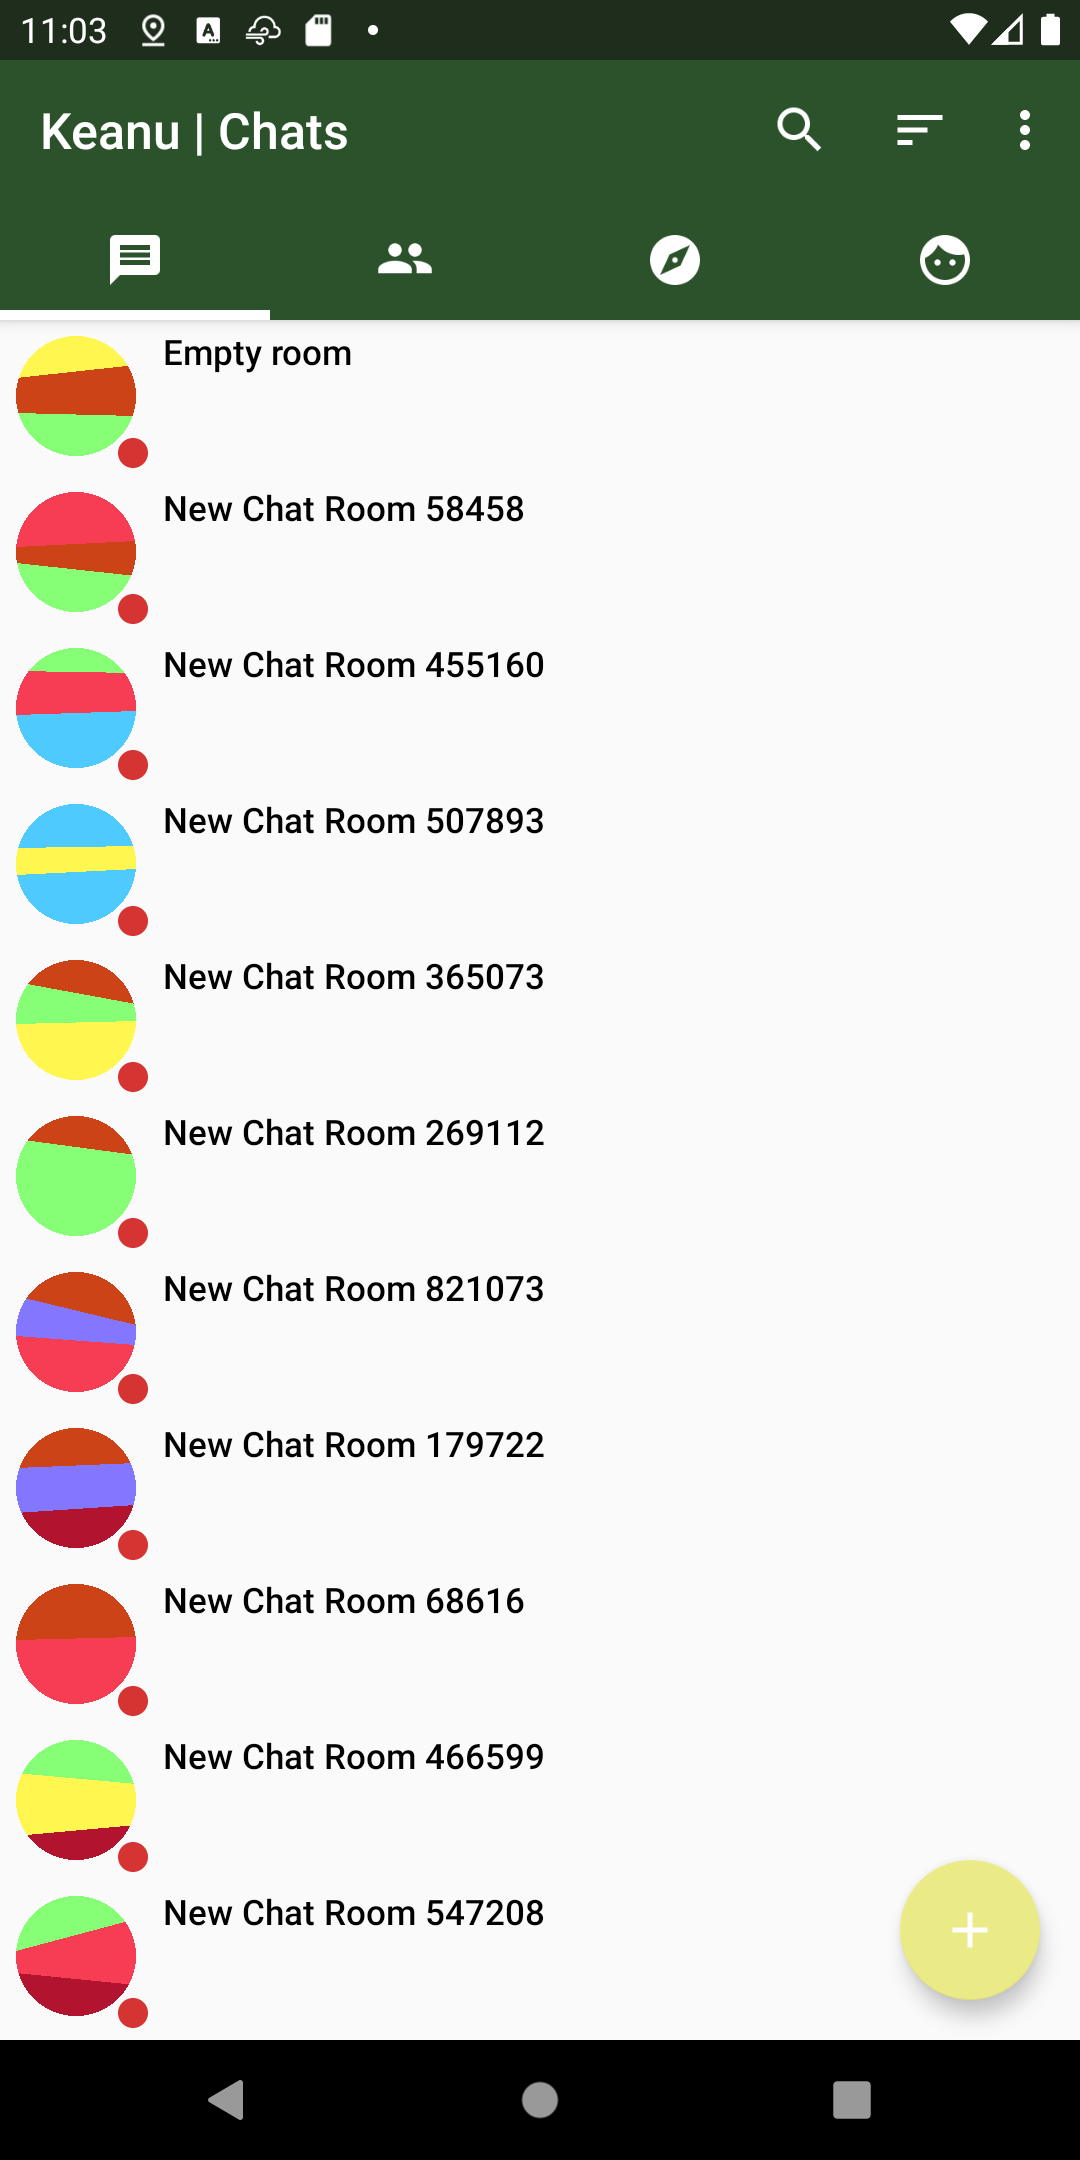 11:03
Keanu | Chats
Empty room
New Chat Room 58458
New Chat Room 455160
New Chat Room 507893
New Chat Room 365073
New Chat Room 269112
New Chat Room 821073
New Chat Room 179722
New Chat Room 68616
New Chat Room 466599
New Chat Room 547208